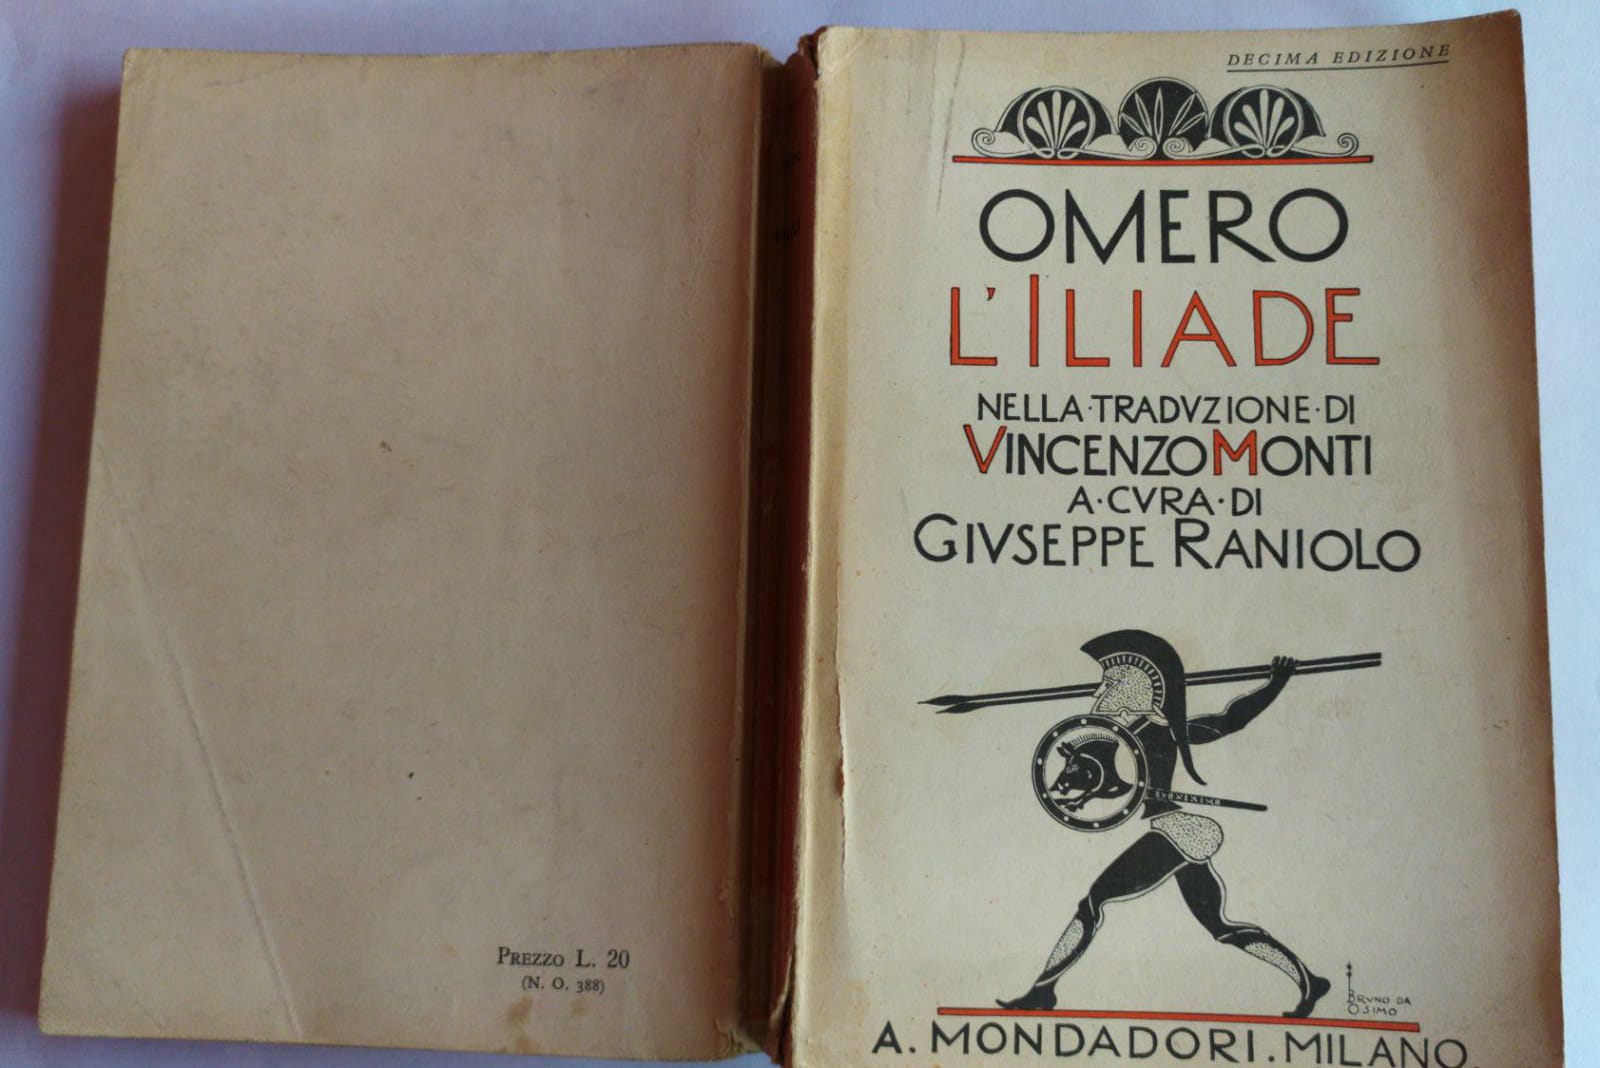 PREZZO L. 20
(N. O. 388)
DECIMA EDIZIONE
OMERO
L'ILIADE
NELLA·TRADVZIONE·DI
VINCENZO MONTI
A·CVRA·DI
GIVSEPPE RANIOLO
BRVNO DA
OSIMO
A. MONDADORI. MILANO.